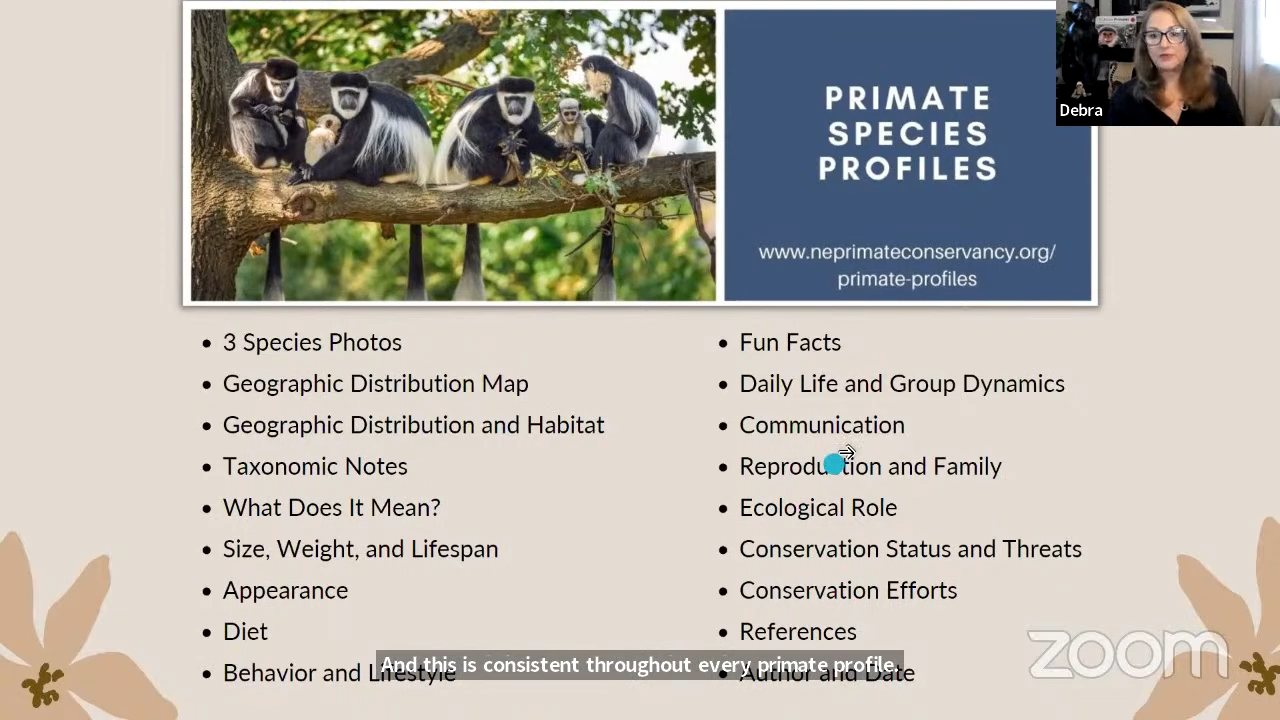 PRIMATE
SPECIES
PROFILES
www.neprimateconservancy.org/
primate-profiles
Debra
• 3 Species Photos
• Geographic Distribution Map
• Geographic Distribution and Habitat
• Taxonomic Notes
• What Does It Mean?
• Size, Weight, and Lifespan
• Appearance
• Diet
• Behavior and Lifestyle
• Fun Facts
• Daily Life and Group Dynamics
• Communication
• Reproduction and Family
• Ecological Role
• Conservation Status and Threats
• Conservation Efforts
• References
• Author and Date
And this is consistent throughout every primate profile.
zoom